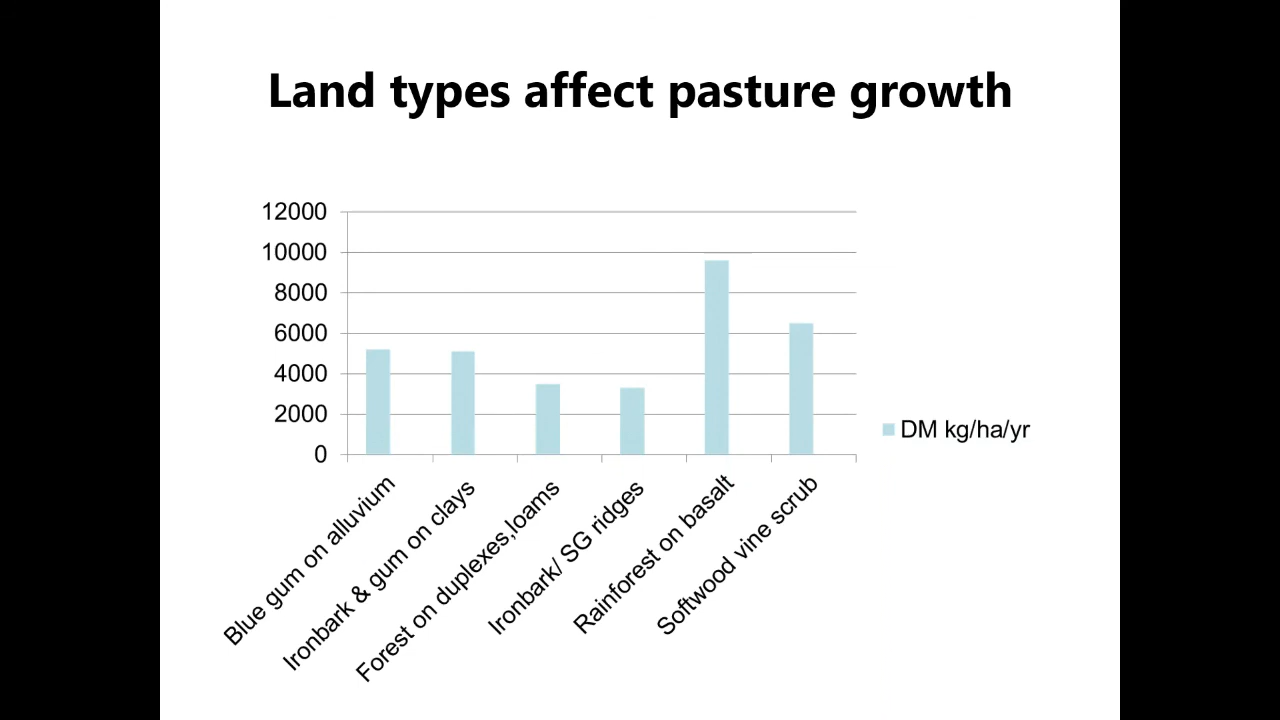 Land types affect pasture growth
12000
10000
8000
6000
4000
2000
0
DM kg/ha/yr
Blue gum on alluvium
Ironbark & gum on clays
Forest on duplexes,loams
Ironbark/ SG ridges
Rainforest on basalt
Softwood vine scrub